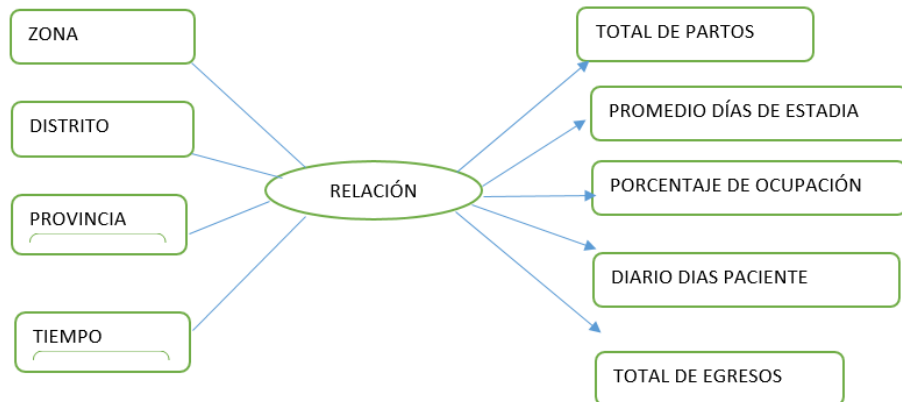 ZONA
DISTRITO
PROVINCIA
TIEMPO
RELACIÓN
TOTAL DE PARTOS
PROMEDIO DÍAS DE ESTADIA
PORCENTAJE DE OCUPACIÓN
DIARIO DIAS PACIENTE
TOTAL DE EGRESOS